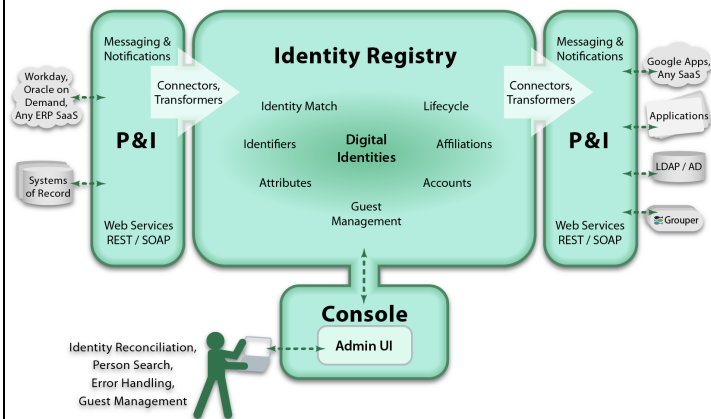 Workday,
Oracle on
Demand,
Any ERP SaaS
Systems
of Record
Messaging &
Notifications
P&I
Web Services
REST / SOAP
Connectors,
Transformers
Identity Registry
Identity Match
Lifecycle
Identifiers
Digital
Identities
Affiliations
Attributes
Accounts
Guest
Management
Connectors,
Transformers
Messaging &
Notifications
P&I
Web Services
REST / SOAP
Google Apps,
Any SaaS
Applications
LDAP / AD
Grouper
Console
Admin UI
Identity Reconciliation,
Person Search,
Error Handling,
Guest Management